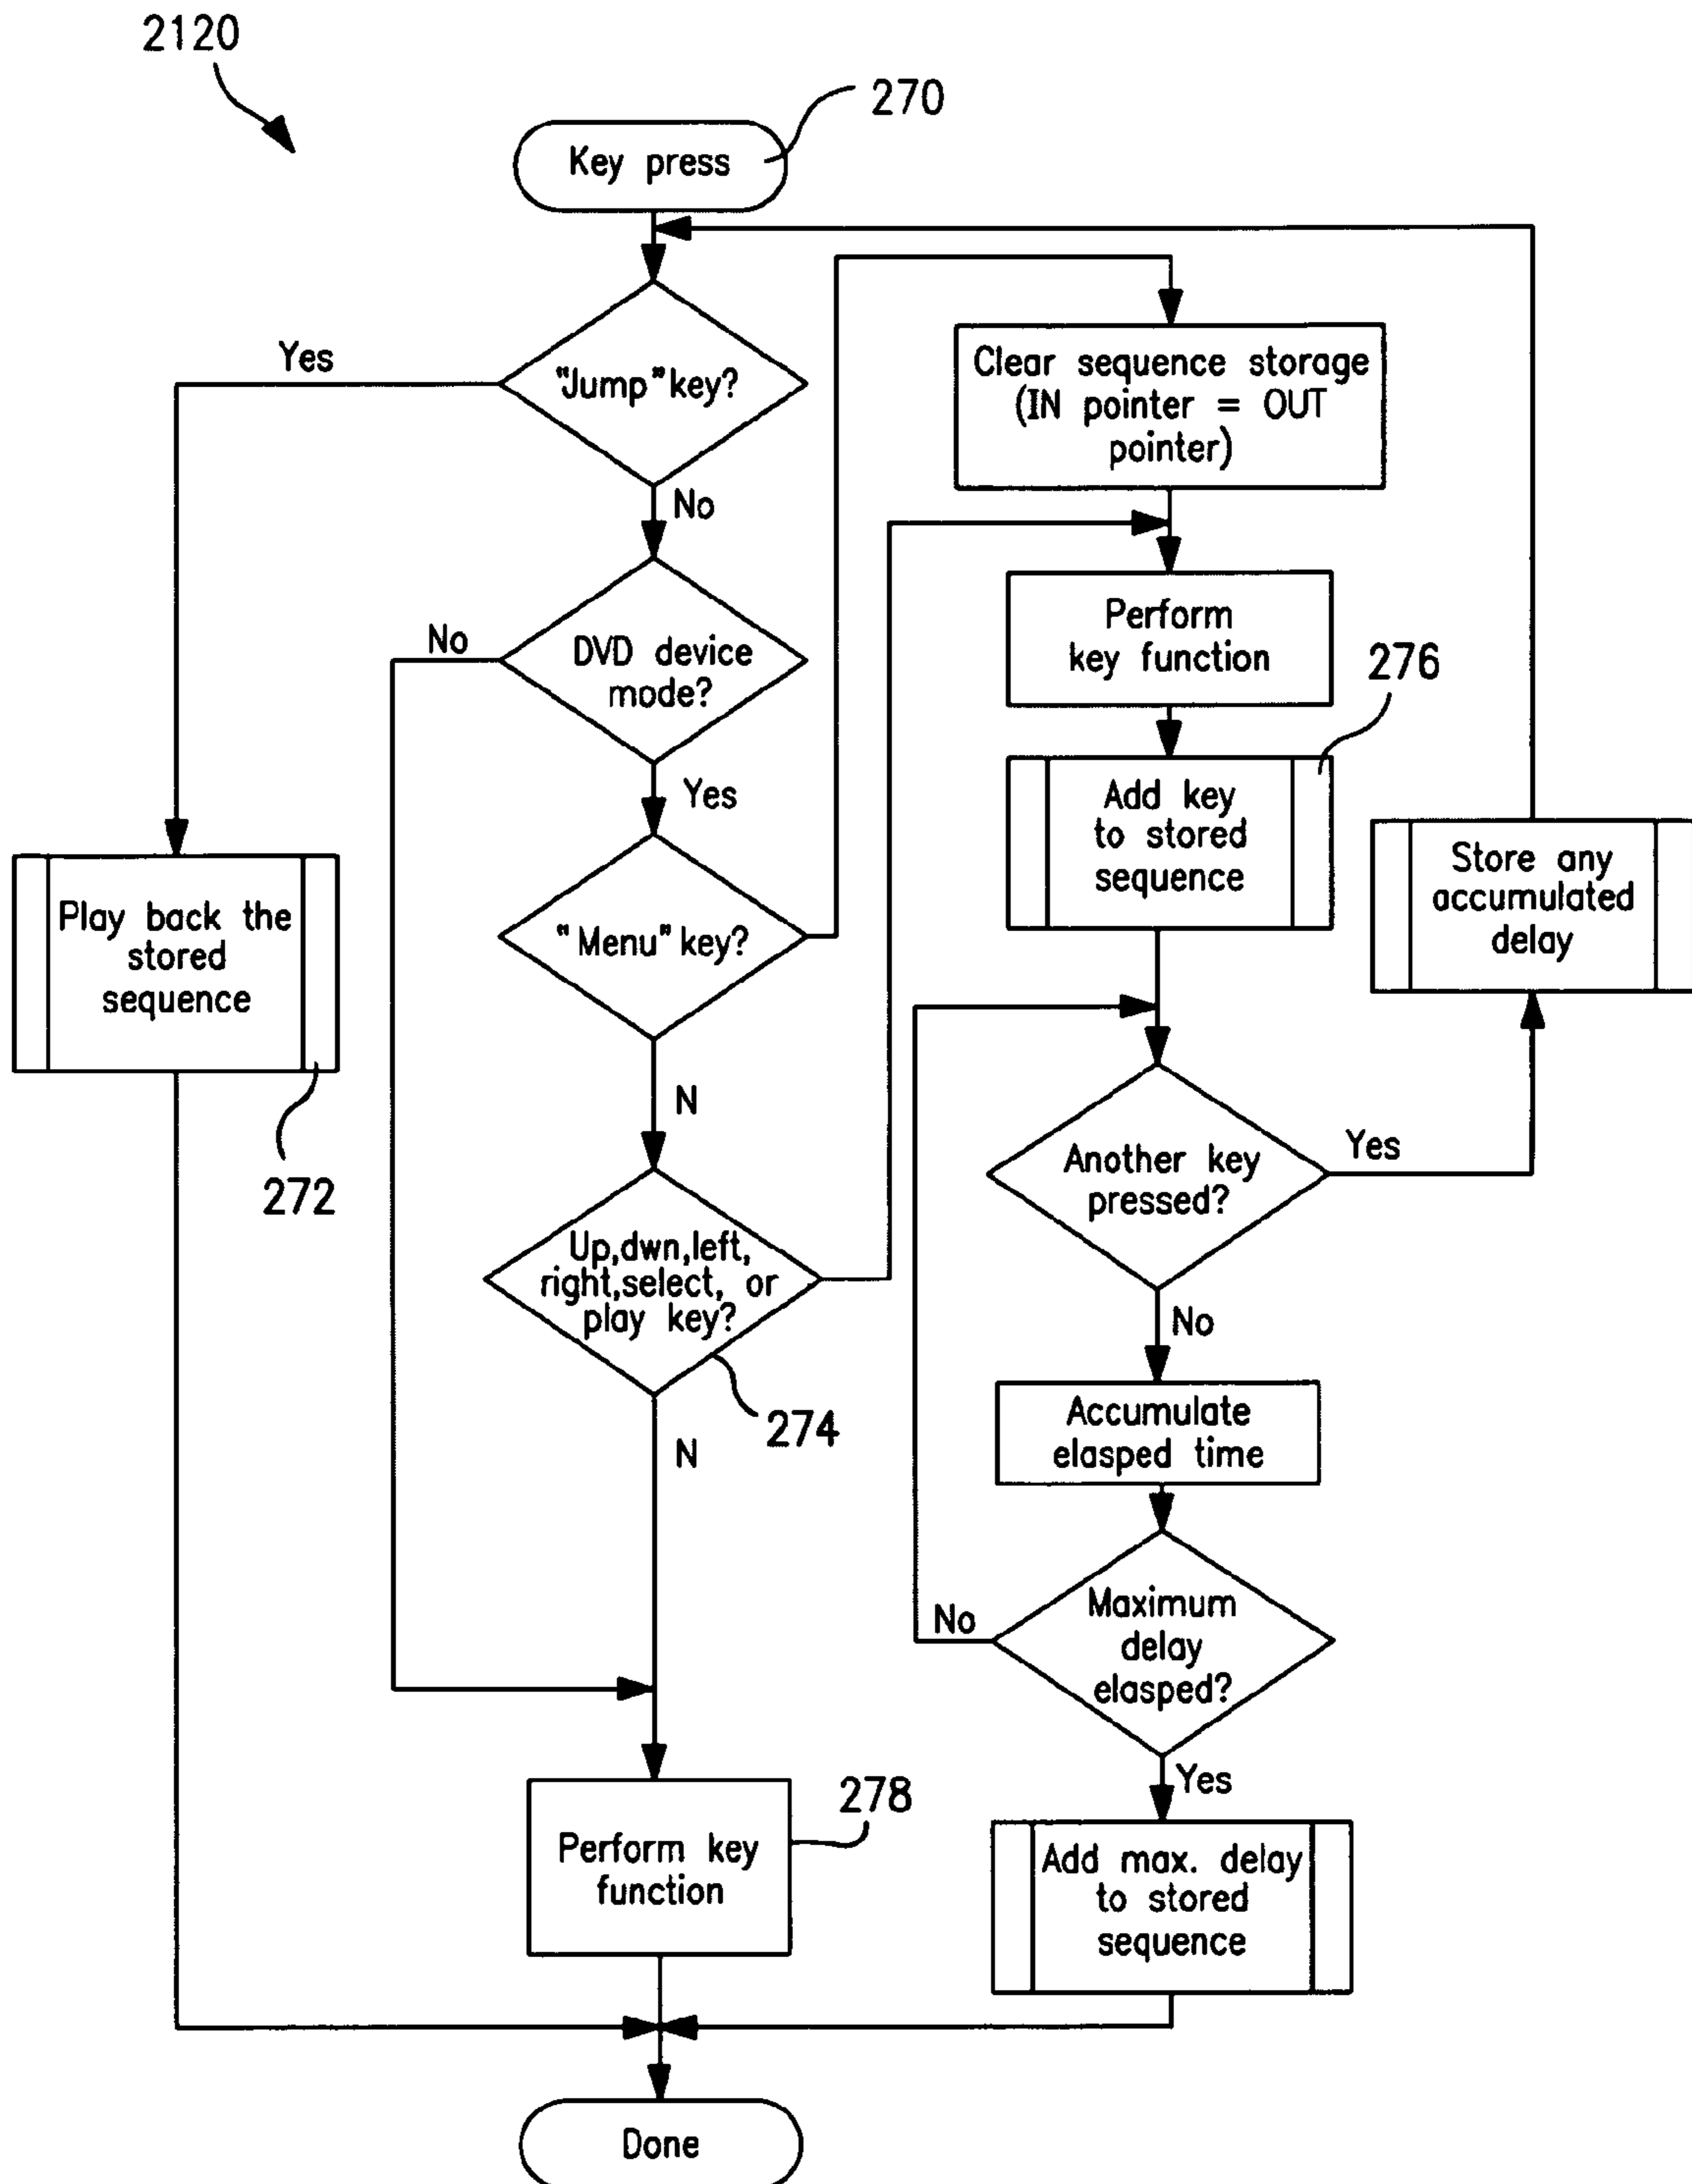 2120
270
Key press
Yes
"Jump" key?
No
Clear sequence storage
(IN pointer = OUT
pointer)
No
DVD device
mode?
Yes
Perform
key function
276
Add key
to stored
sequence
Store any
accumulated
delay
Play back the
stored
sequence
272
"Menu" key?
N
Another key
pressed?
Yes
No
Up,dwn,left,
right,select, or
play key?
274
N
Accumulate
elasped time
No
Maximum
delay
elasped?
Yes
278
Perform key
function
Add max. delay
to stored
sequence
Done